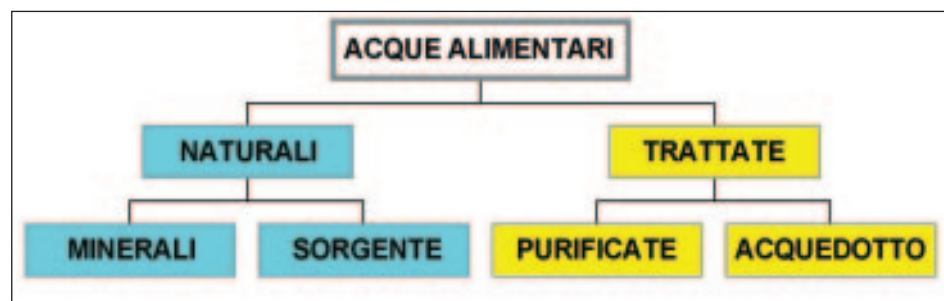 ACQUE ALIMENTARI
NATURALI
TRATTATE
MINERALI
SORGENTE
PURIFICATE
ACQUEDOTTO